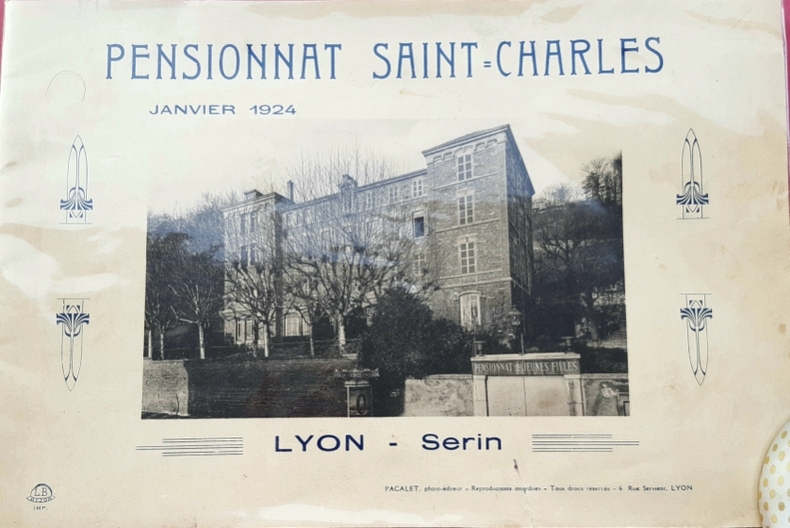 PENSIONNAT SAINT=CHARLES
JANVIER 1924
PENSIONNAT DE JEUNES FILLES
LYON - Serin
PACALET, photo-éditeur - Reproductions interdites - Tous droits réservés - 6, Rue Servient, LYON
LB
IMP.